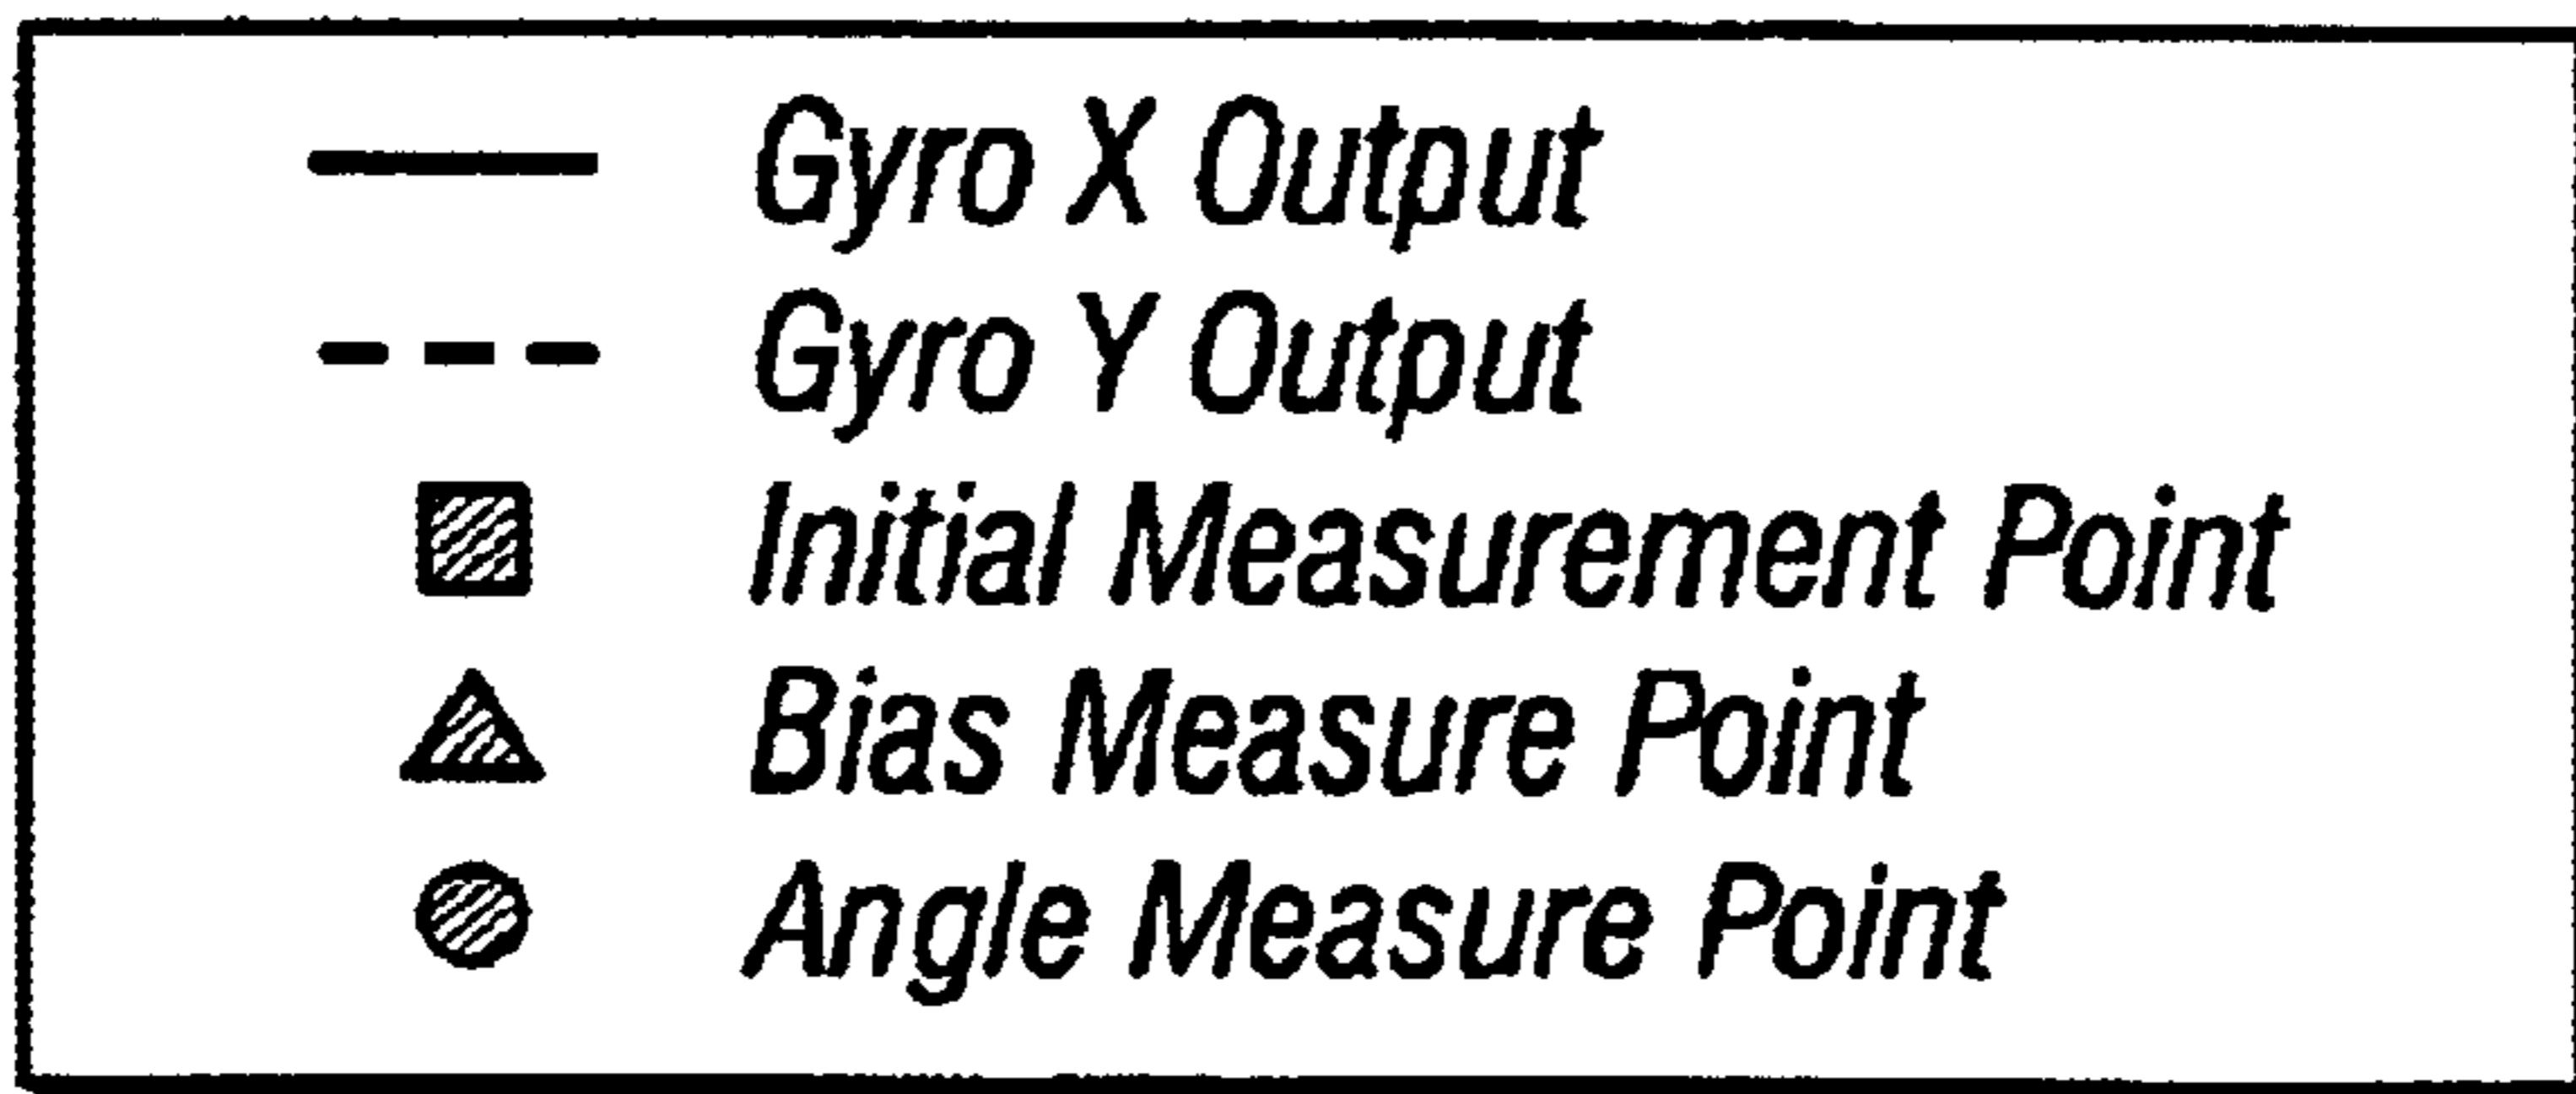 Gyro X Output
Gyro Y Output
Initial Measurement Point
Bias Measure Point
Angle Measure Point